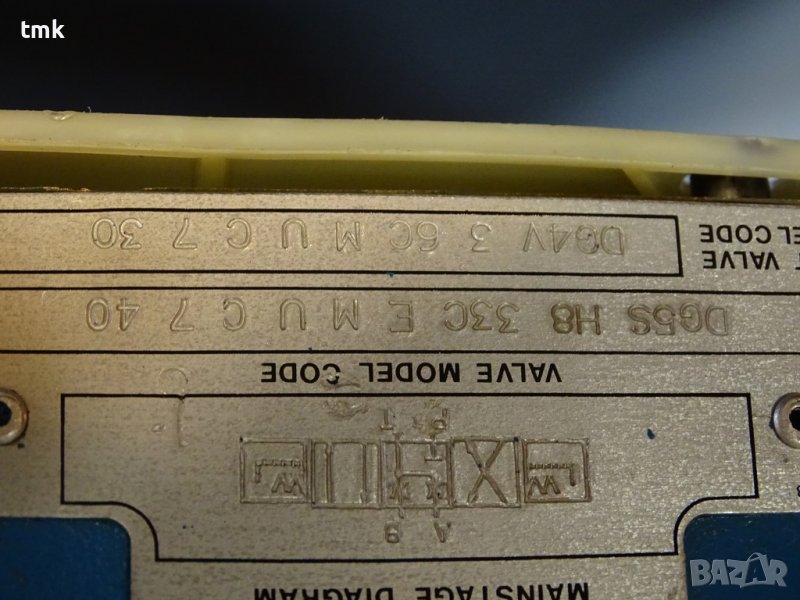 tmk
MAINSTAGE DIAGRAM
A B
P T
VALVE MODEL CODE
DG5S H8 33C E M U C 7 40
T VALVE
EL CODE
DG4V 3 6C M U C 7 30
BAZAR